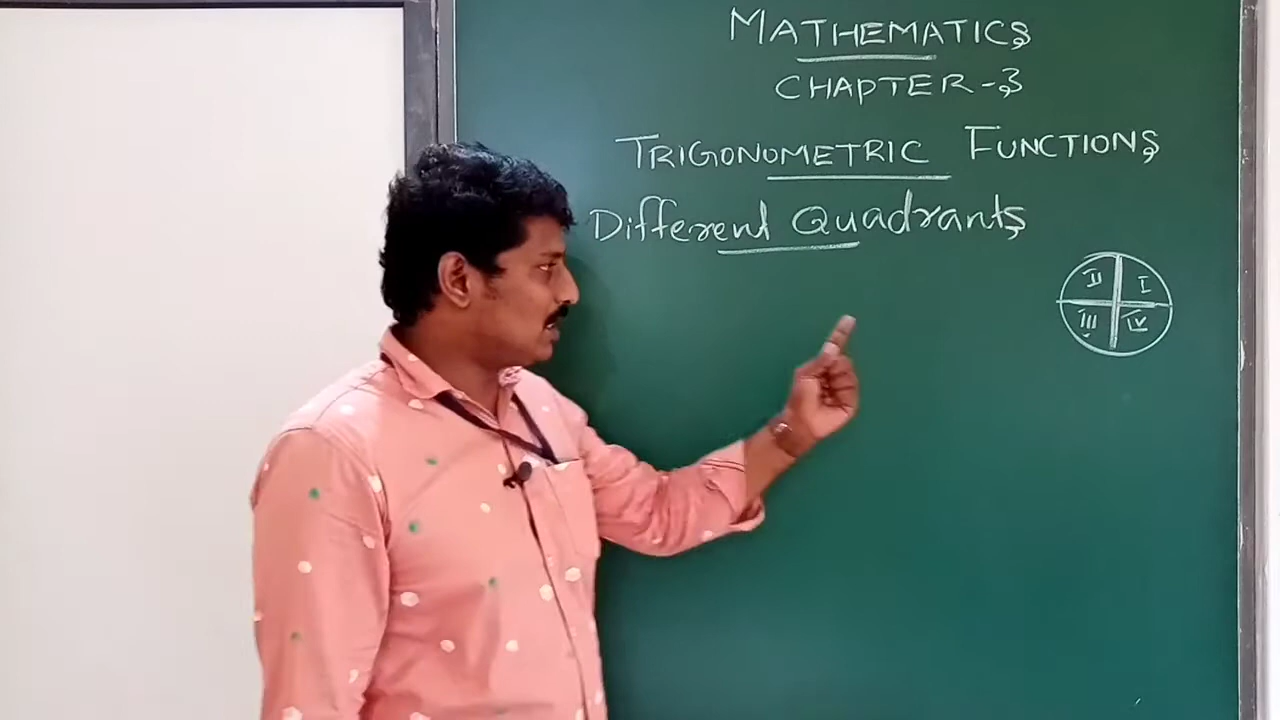 MATHEMATICS
CHAPTER-3
TRIGONOMETRIC FUNCTIONS
Different Quadrants
II I
III IV